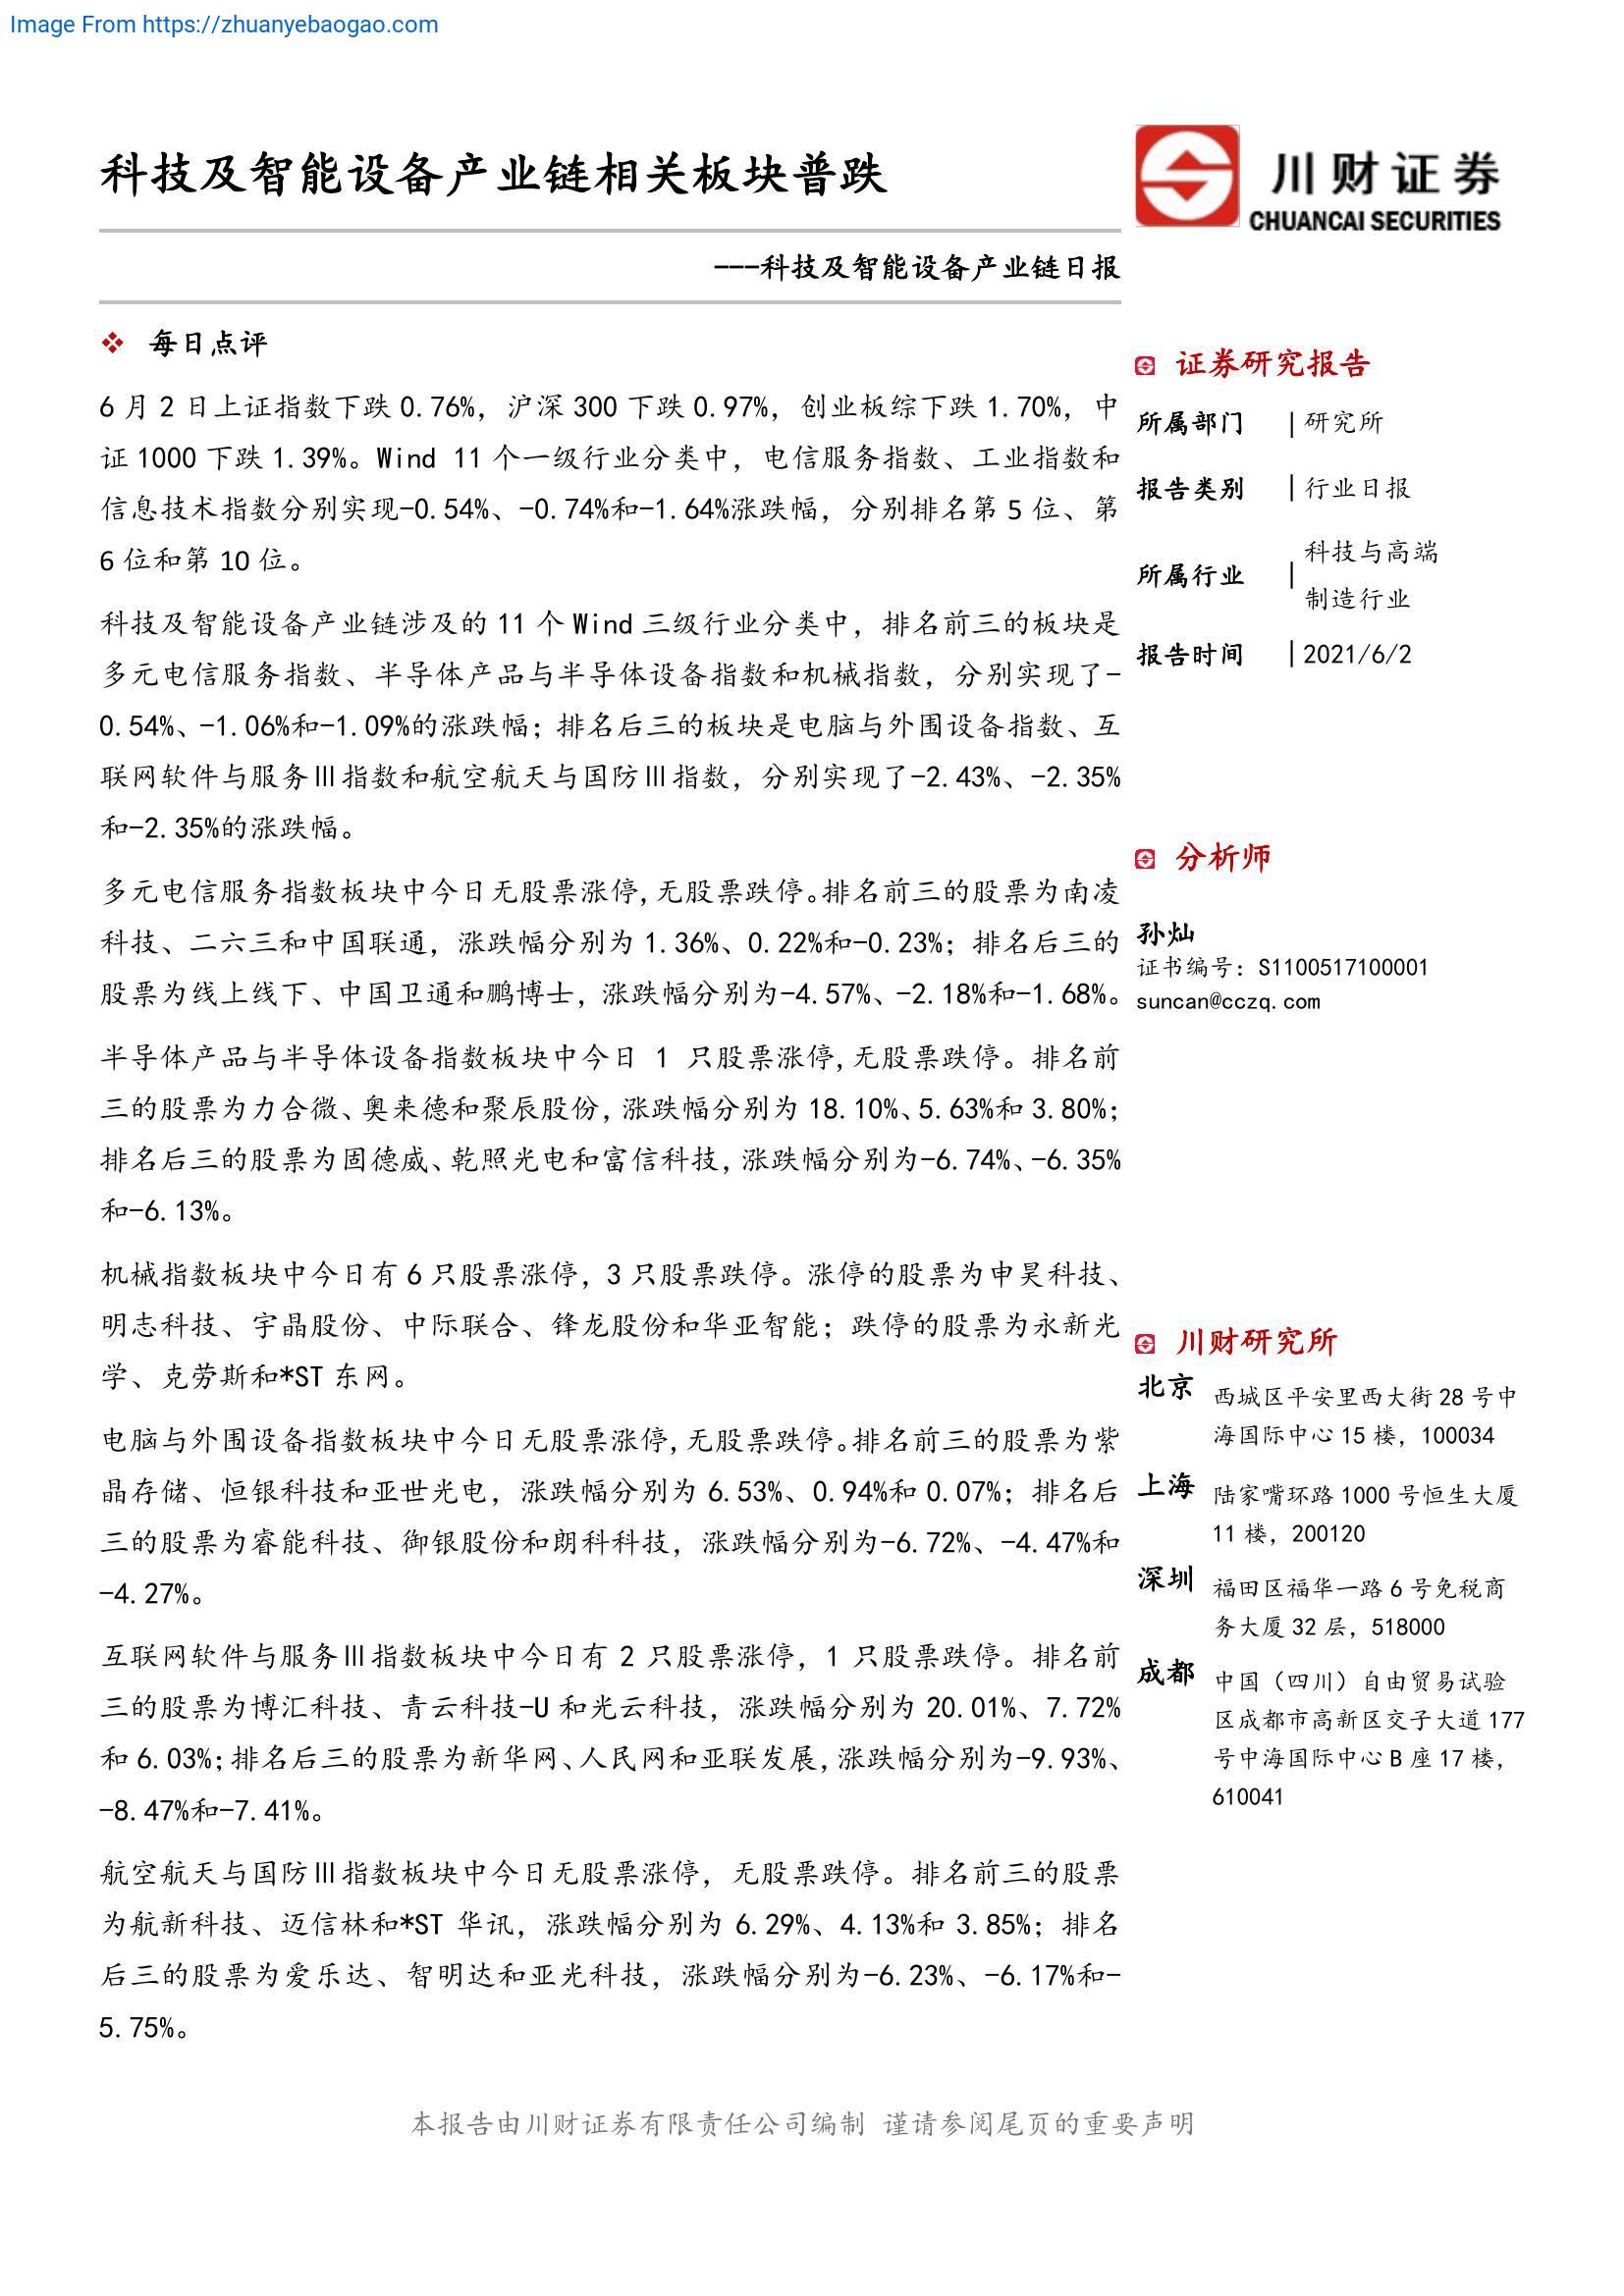 Image From https://zhuanyebaogao.com
科技及智能设备产业链相关板块普跌
---科技及智能设备产业链日报
川财证券
CHUANCAI SECURITIES
❖ 每日点评
6 月 2 日上证指数下跌 0.76%，沪深 300 下跌 0.97%，创业板综下跌 1.70%，中
证 1000 下跌 1.39%。Wind 11 个一级行业分类中，电信服务指数、工业指数和
信息技术指数分别实现-0.54%、-0.74%和-1.64%涨跌幅，分别排名第 5 位、第
6 位和第 10 位。
科技及智能设备产业链涉及的 11 个 Wind 三级行业分类中，排名前三的板块是
多元电信服务指数、半导体产品与半导体设备指数和机械指数，分别实现了-
0.54%、-1.06%和-1.09%的涨跌幅；排名后三的板块是电脑与外围设备指数、互
联网软件与服务Ⅲ指数和航空航天与国防Ⅲ指数，分别实现了-2.43%、-2.35%
和-2.35%的涨跌幅。
多元电信服务指数板块中今日无股票涨停,无股票跌停。排名前三的股票为南凌
科技、二六三和中国联通，涨跌幅分别为 1.36%、0.22%和-0.23%；排名后三的
股票为线上线下、中国卫通和鹏博士，涨跌幅分别为-4.57%、-2.18%和-1.68%。
半导体产品与半导体设备指数板块中今日 1 只股票涨停,无股票跌停。排名前
三的股票为力合微、奥来德和聚辰股份，涨跌幅分别为 18.10%、5.63%和 3.80%；
排名后三的股票为固德威、乾照光电和富信科技，涨跌幅分别为-6.74%、-6.35%
和-6.13%。
机械指数板块中今日有 6 只股票涨停，3 只股票跌停。涨停的股票为申昊科技、
明志科技、宇晶股份、中际联合、锋龙股份和华亚智能；跌停的股票为永新光
学、克劳斯和*ST 东网。
电脑与外围设备指数板块中今日无股票涨停,无股票跌停。排名前三的股票为紫
晶存储、恒银科技和亚世光电，涨跌幅分别为 6.53%、0.94%和 0.07%；排名后
三的股票为睿能科技、御银股份和朗科科技，涨跌幅分别为-6.72%、-4.47%和
-4.27%。
互联网软件与服务Ⅲ指数板块中今日有 2 只股票涨停，1 只股票跌停。排名前
三的股票为博汇科技、青云科技-U 和光云科技，涨跌幅分别为 20.01%、7.72%
和 6.03%；排名后三的股票为新华网、人民网和亚联发展，涨跌幅分别为-9.93%、
-8.47%和-7.41%。
航空航天与国防Ⅲ指数板块中今日无股票涨停，无股票跌停。排名前三的股票
为航新科技、迈信林和*ST 华讯，涨跌幅分别为 6.29%、4.13%和 3.85%；排名
后三的股票为爱乐达、智明达和亚光科技，涨跌幅分别为-6.23%、-6.17%和-
5.75%。
证券研究报告
所属部门 | 研究所
报告类别 | 行业日报
所属行业 | 科技与高端
制造行业
报告时间 | 2021/6/2
分析师
孙灿
证书编号：S1100517100001
suncan@cczq.com
川财研究所
北京 西城区平安里西大街 28 号中
海国际中心 15 楼，100034
上海 陆家嘴环路 1000 号恒生大厦
11 楼，200120
深圳 福田区福华一路 6 号免税商
务大厦 32 层，518000
成都 中国（四川）自由贸易试验
区成都市高新区交子大道 177
号中海国际中心 B 座 17 楼，
610041
本报告由川财证券有限责任公司编制 谨请参阅尾页的重要声明